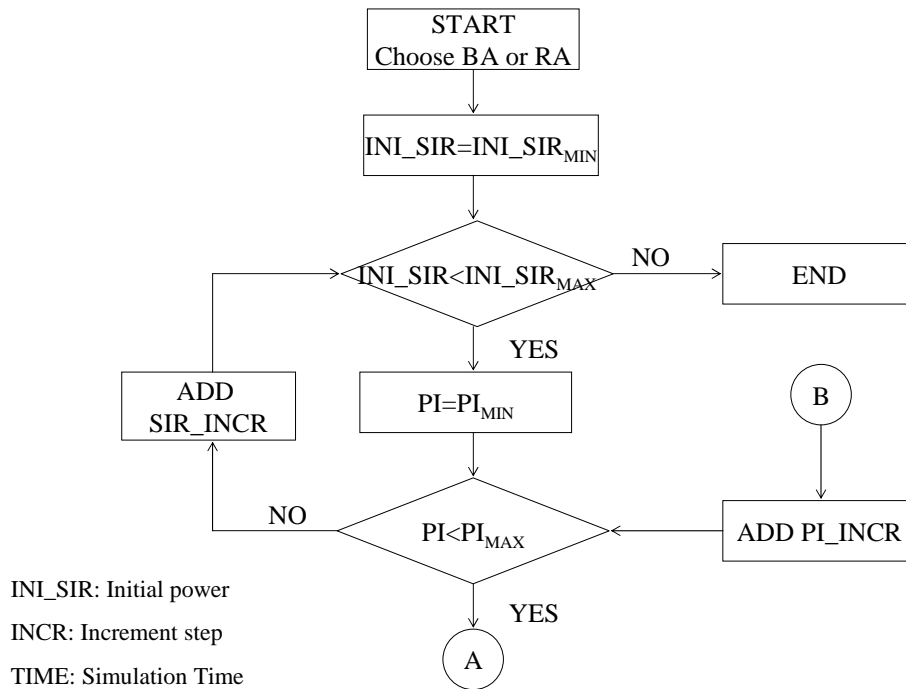 START
Choose BA or RA
INI_SIR=INI_SIRMIN
INI_SIR<INI_SIRMAX
NO
END
YES
ADD
SIR_INCR
PI=PIMIN
B
NO
PI<PIMAX
ADD PI_INCR
YES
A
INI_SIR: Initial power
INCR: Increment step
TIME: Simulation Time